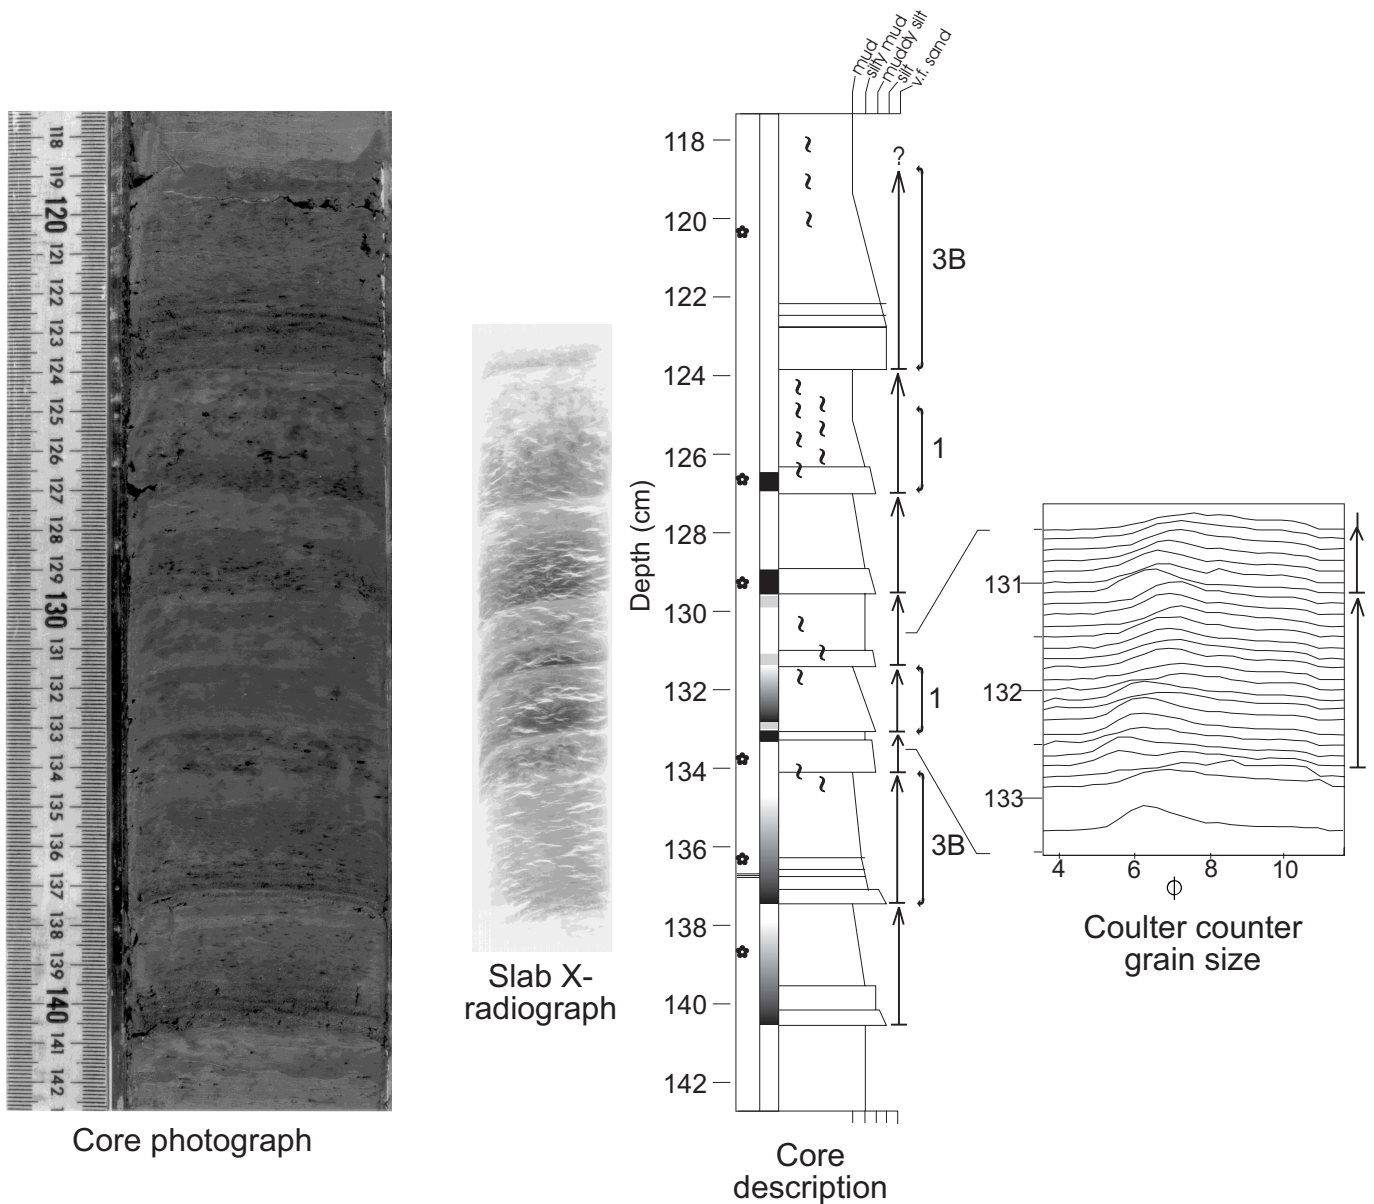 118
119
120
121
122
123
124
125
126
127
128
129
130
131
132
133
134
135
136
137
138
139
140
141
142
Core photograph
Slab X-
radiograph
mud
silty mud
muddy silt
silt
v.f. sand
Depth (cm)
118
120
122
124
126
128
130
132
134
136
138
140
142
?
3B
1
1
3B
Core
description
131
132
133
4 6 8 10
ϕ
Coulter counter
grain size